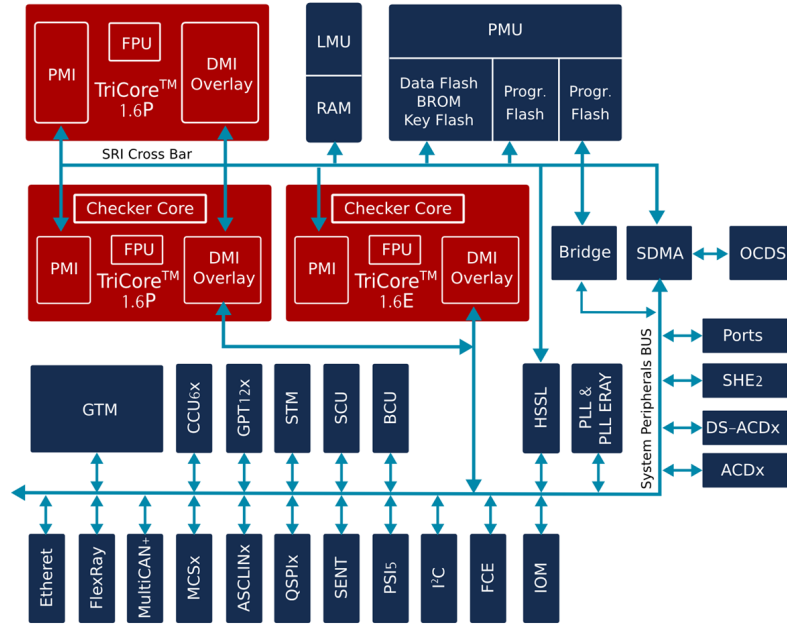 FPU
PMI
DMI
Overlay
TriCore™
1.6P
LMU
RAM
PMU
Data Flash
BROM
Key Flash
Progr.
Flash
Progr.
Flash
SRI Cross Bar
Checker Core
FPU
PMI
DMI
Overlay
TriCore™
1.6P
Checker Core
FPU
PMI
DMI
Overlay
TriCore™
1.6E
Bridge
SDMA
OCDS
Ports
SHE2
DS-ACDx
ACDx
System Peripherals BUS
GTM
CCU6x
GPT12x
STM
SCU
BCU
HSSL
PLL &
PLL ERAY
Etheret
FlexRay
MultiCAN+
MCSx
ASCLINx
QSPIx
SENT
PSI5
I²C
FCE
IOM